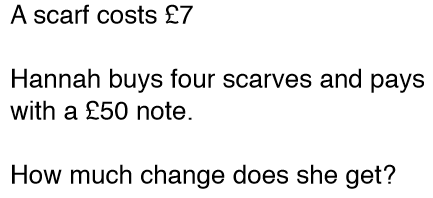 A scarf costs £7
Hannah buys four scarves and pays
with a £50 note.
How much change does she get?